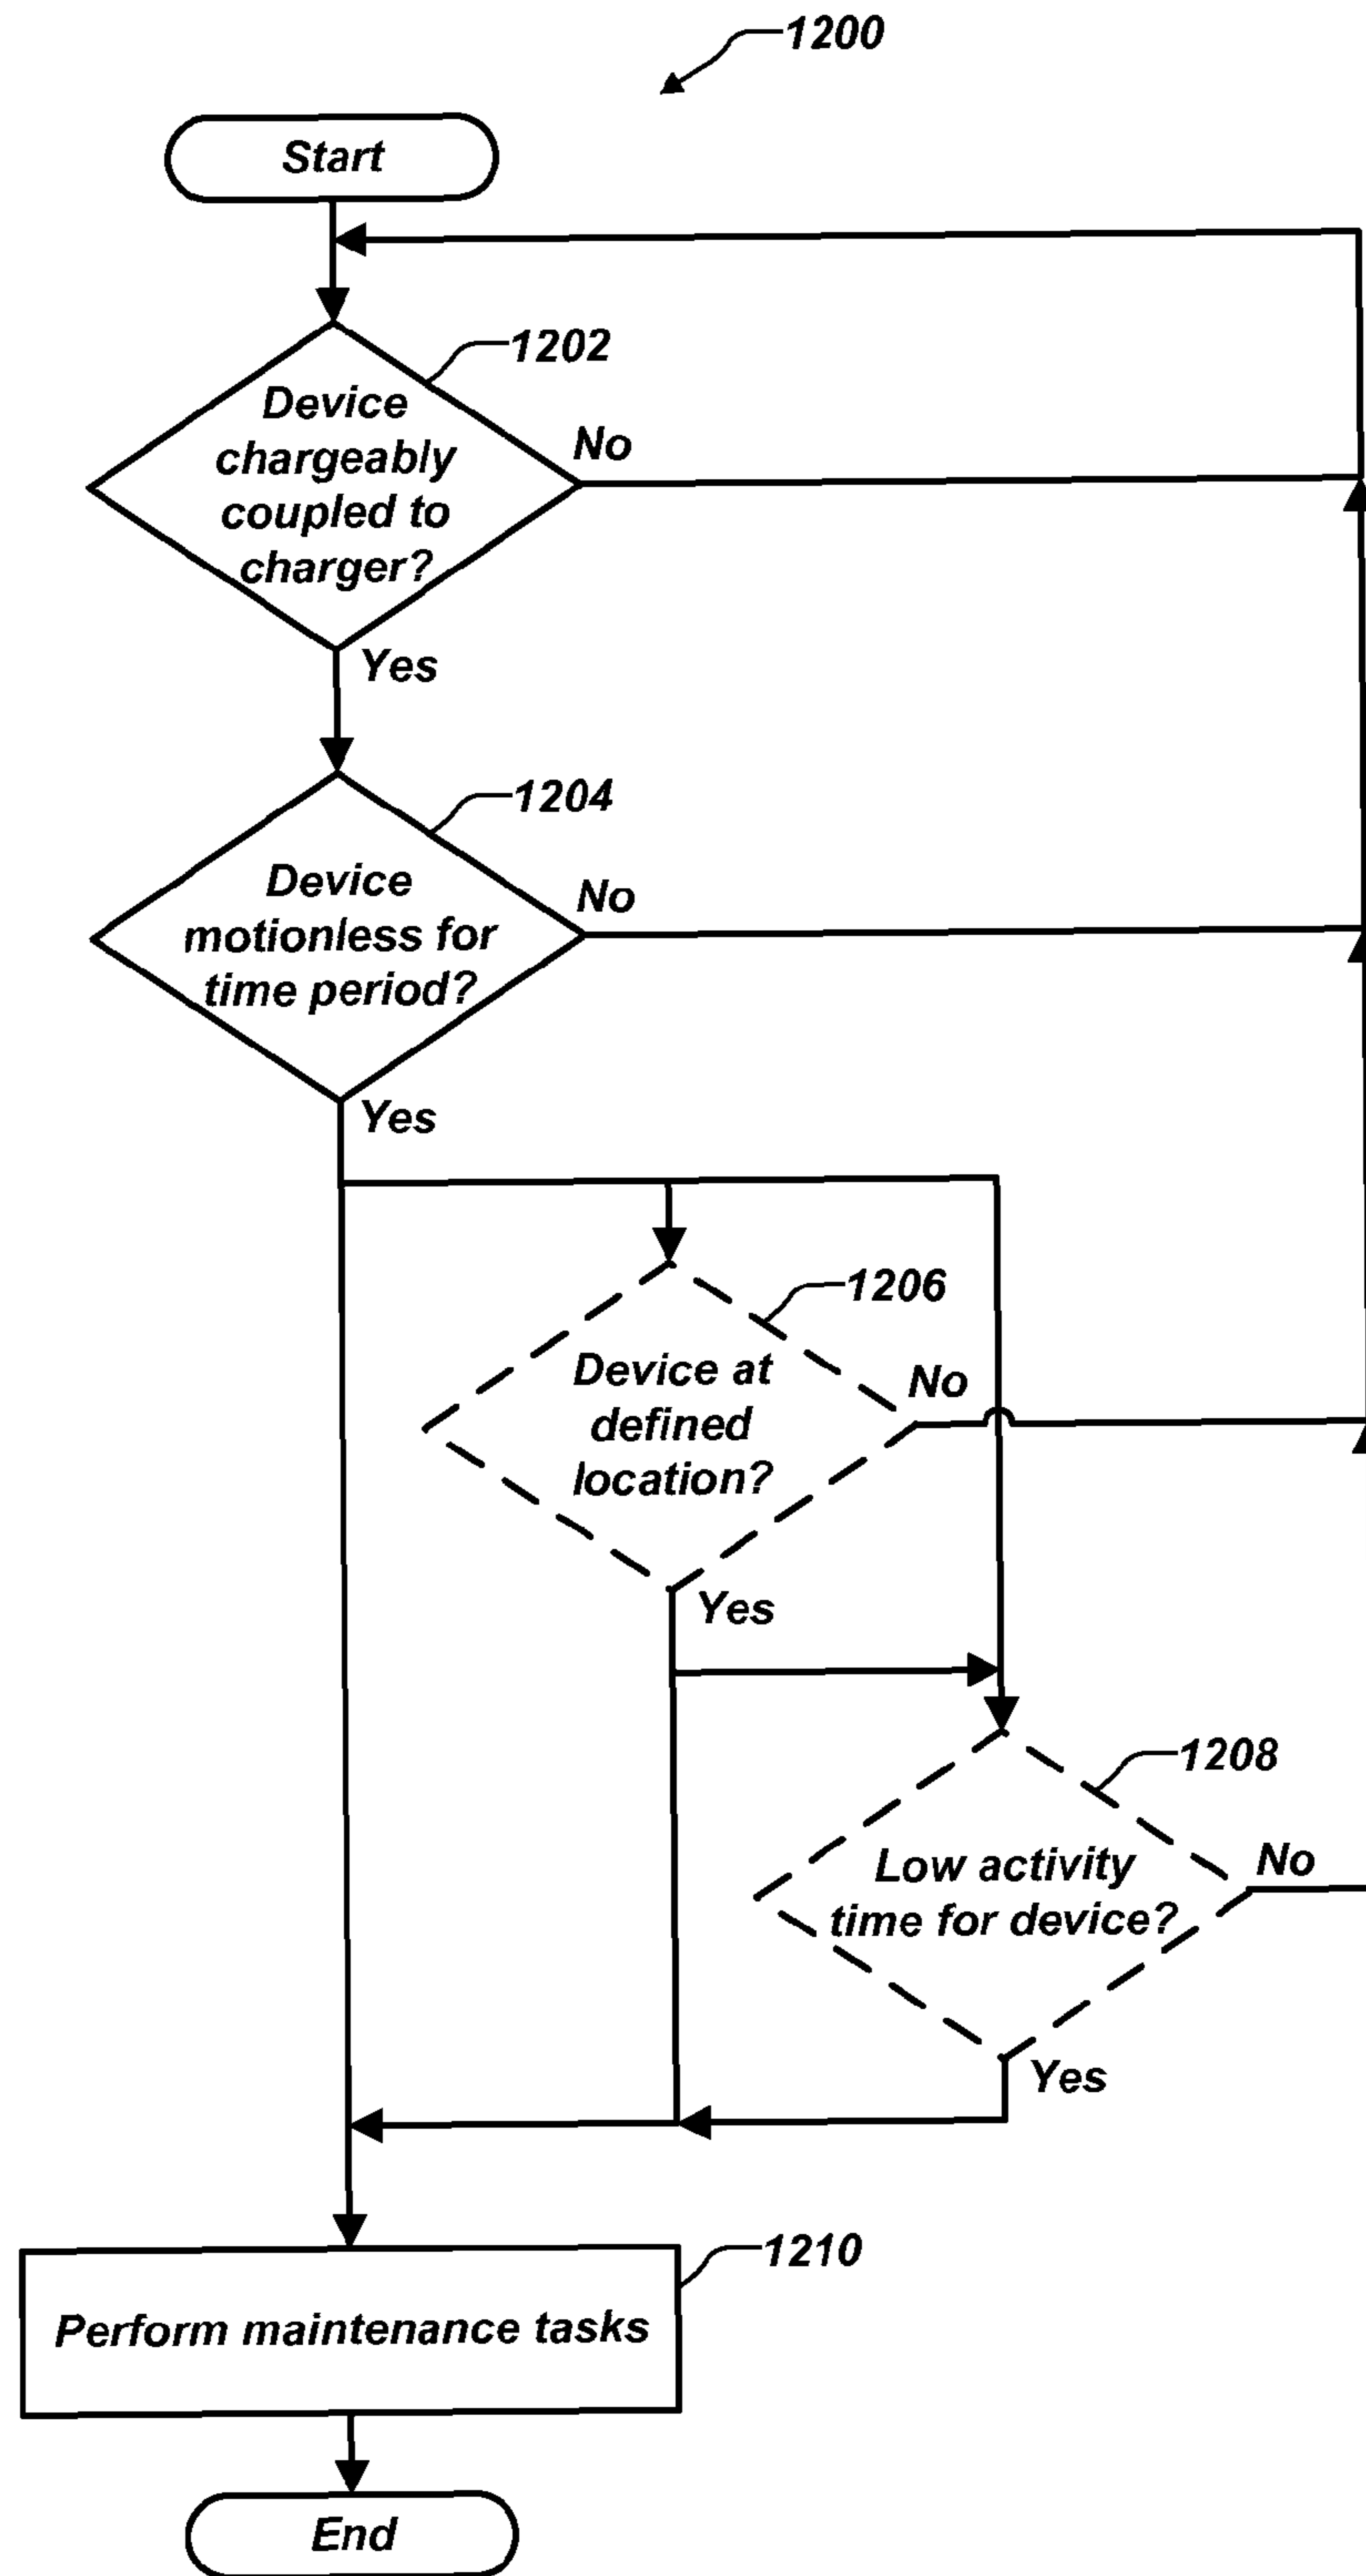 1200
Start
1202
Device
chargeably
coupled to
charger?
No
Yes
1204
Device
motionless for
time period?
No
Yes
1206
Device at
defined
location?
No
Yes
1208
Low activity
time for device?
No
Yes
1210
Perform maintenance tasks
End